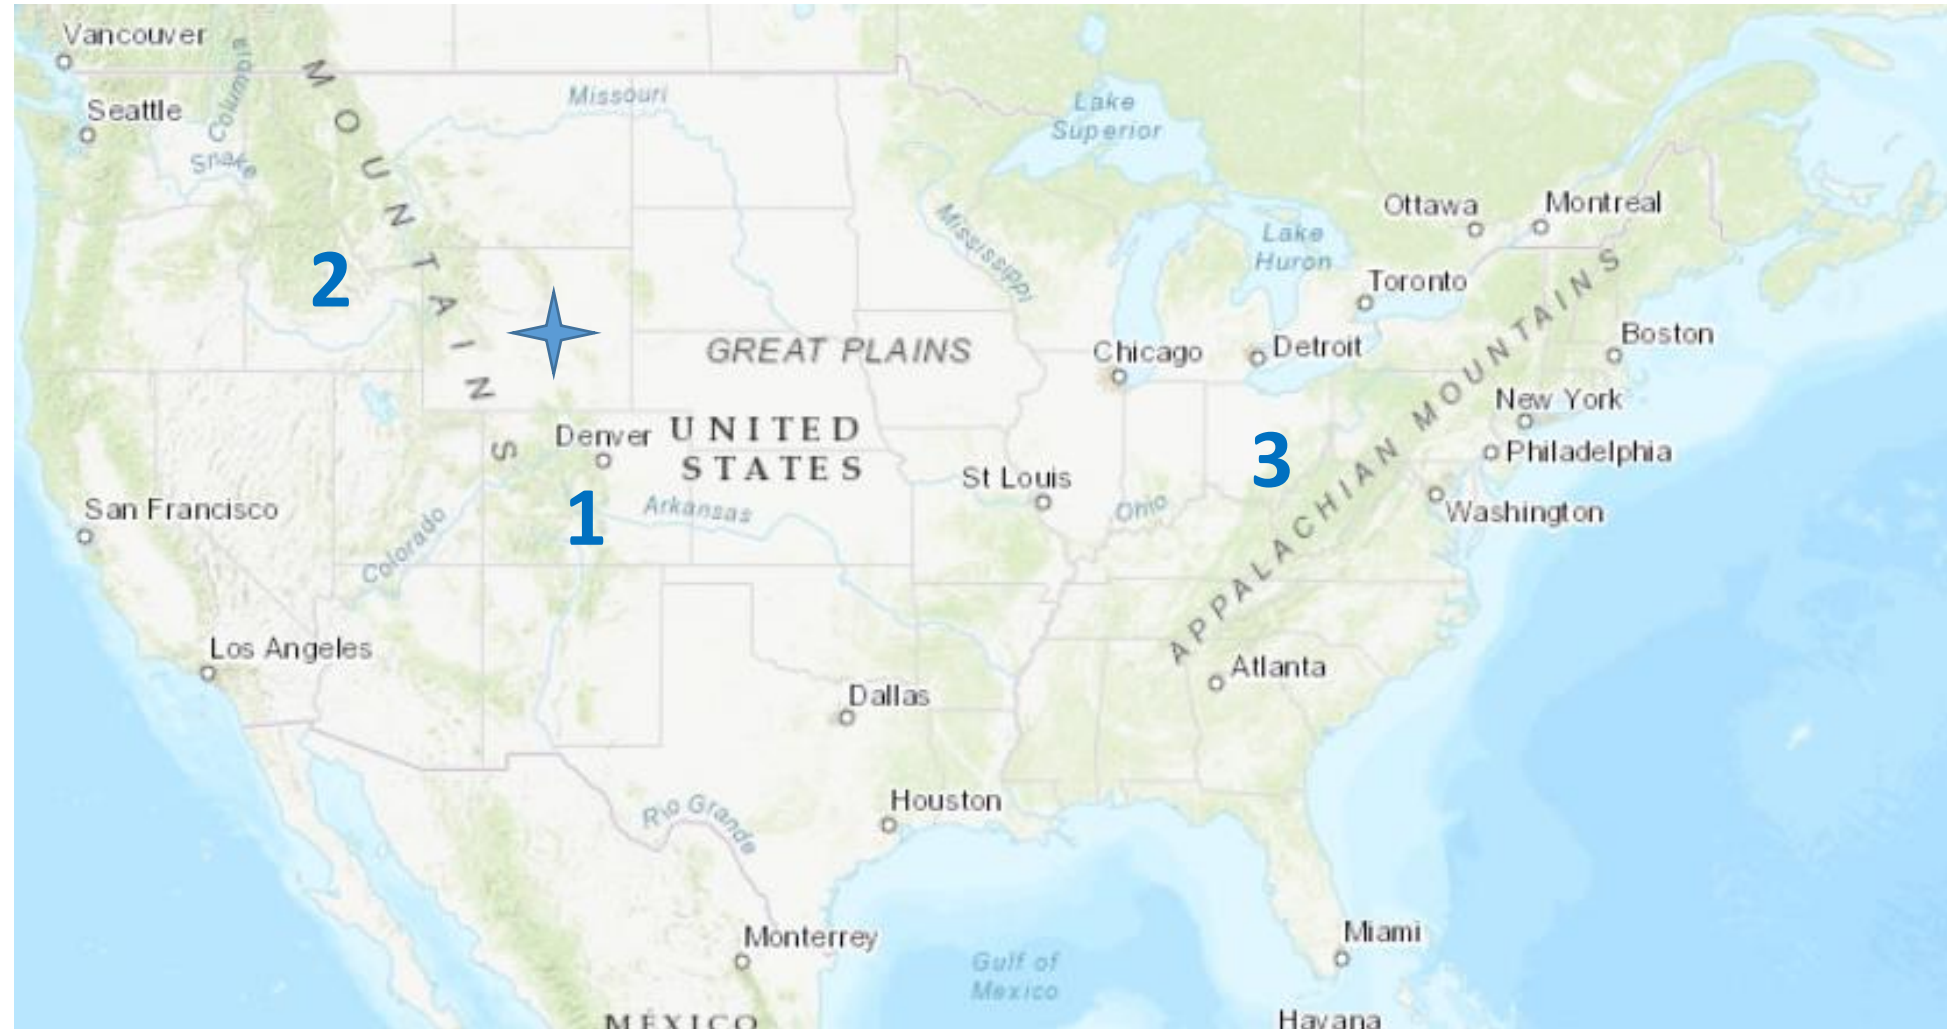 Vancouver
Columbia
Seattle
Snake
MOUNTAINS
Missouri
Lake
Superior
Mississippi
Ottawa
Montreal
Lake
Huron
Toronto
2
GREAT PLAINS
Chicago
Detroit
Boston
APPALACHIAN MOUNTAINS
New York
Denver
UNITED
STATES
3
Philadelphia
St Louis
San Francisco
1
Arkansas
Ohio
Washington
Colorado
Los Angeles
Atlanta
Dallas
Houston
Rio Grande
Monterrey
Miami
Gulf of
Mexico
MÉXICO
Havana